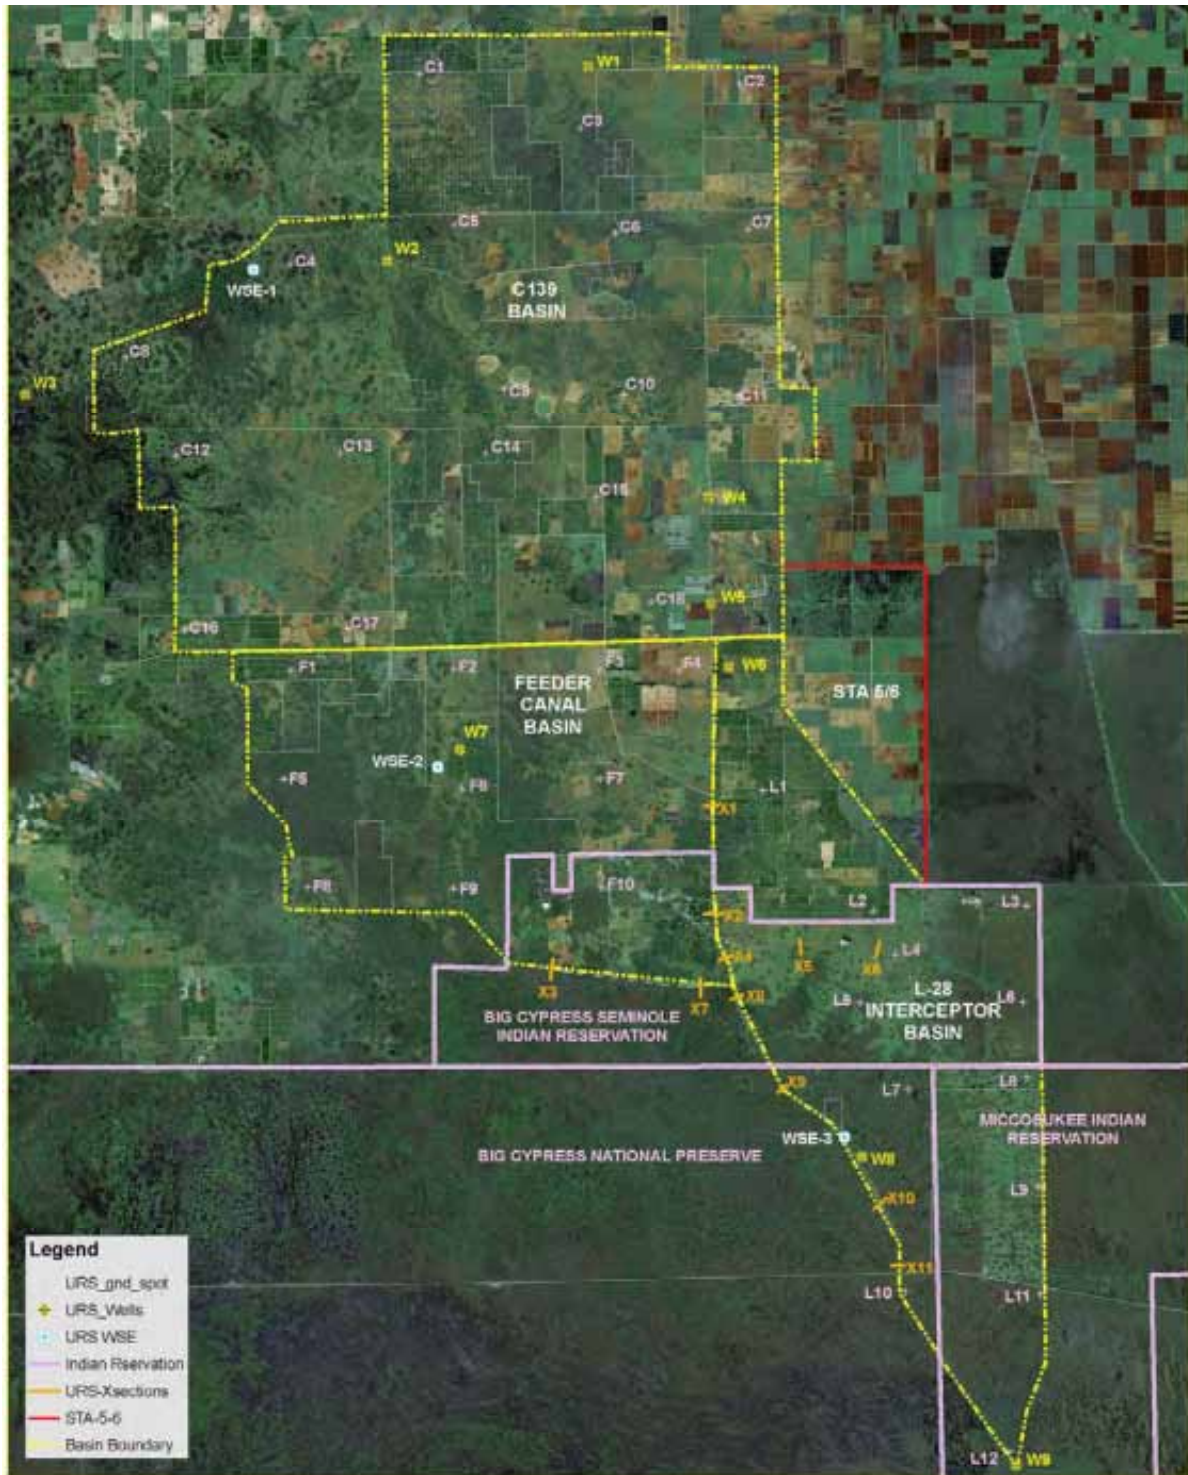 C1
W1
C2
C3
C5
C6
C7
W2
C4
WSE-1
C139
BASIN
C8
W3
C9
C10
C11
C12
C13
C14
C15
W4
C18
W5
C16
C17
F1
F2
F3
F4
W6
FEEDER
CANAL
BASIN
STA 5/6
W7
WSE-2
F5
F6
F7
L1
X1
F8
F9
F10
L2
L3
X2
X4
X5
X6
L4
X3
X7
X8
L5
L6
L-28
INTERCEPTOR
BASIN
BIG CYPRESS SEMINOLE
INDIAN RESERVATION
X9
L7
L8
WSE-3
MICCOSUKEE INDIAN
RESERVATION
BIG CYPRESS NATIONAL PRESERVE
W8
L9
X10
X11
L10
L11
L12
W9
Legend
URS_gnd_spot
URS_Wells
URS WSE
Indian Rservation
URS-Xsections
STA-5-6
Basin Boundary